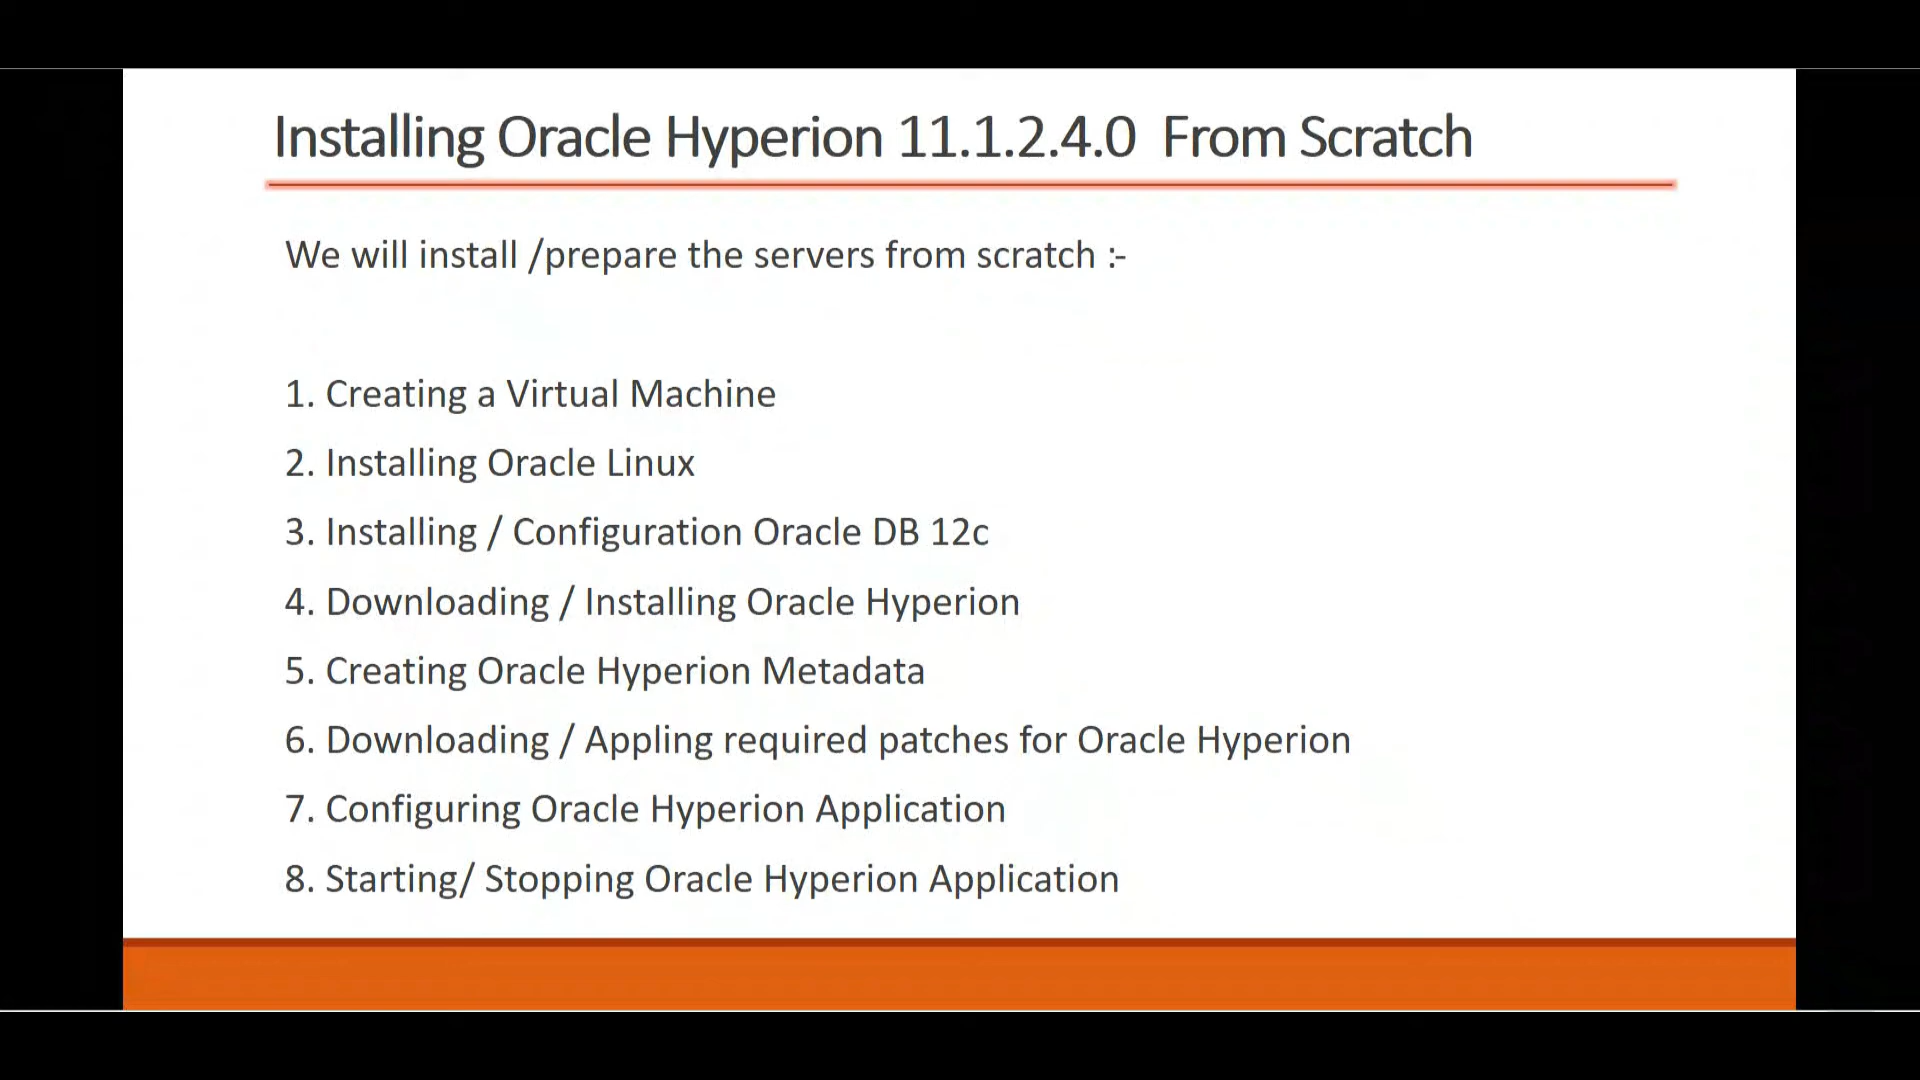 Installing Oracle Hyperion 11.1.2.4.0 From Scratch
We will install /prepare the servers from scratch :-
1. Creating a Virtual Machine
2. Installing Oracle Linux
3. Installing / Configuration Oracle DB 12c
4. Downloading / Installing Oracle Hyperion
5. Creating Oracle Hyperion Metadata
6. Downloading / Appling required patches for Oracle Hyperion
7. Configuring Oracle Hyperion Application
8. Starting/ Stopping Oracle Hyperion Application